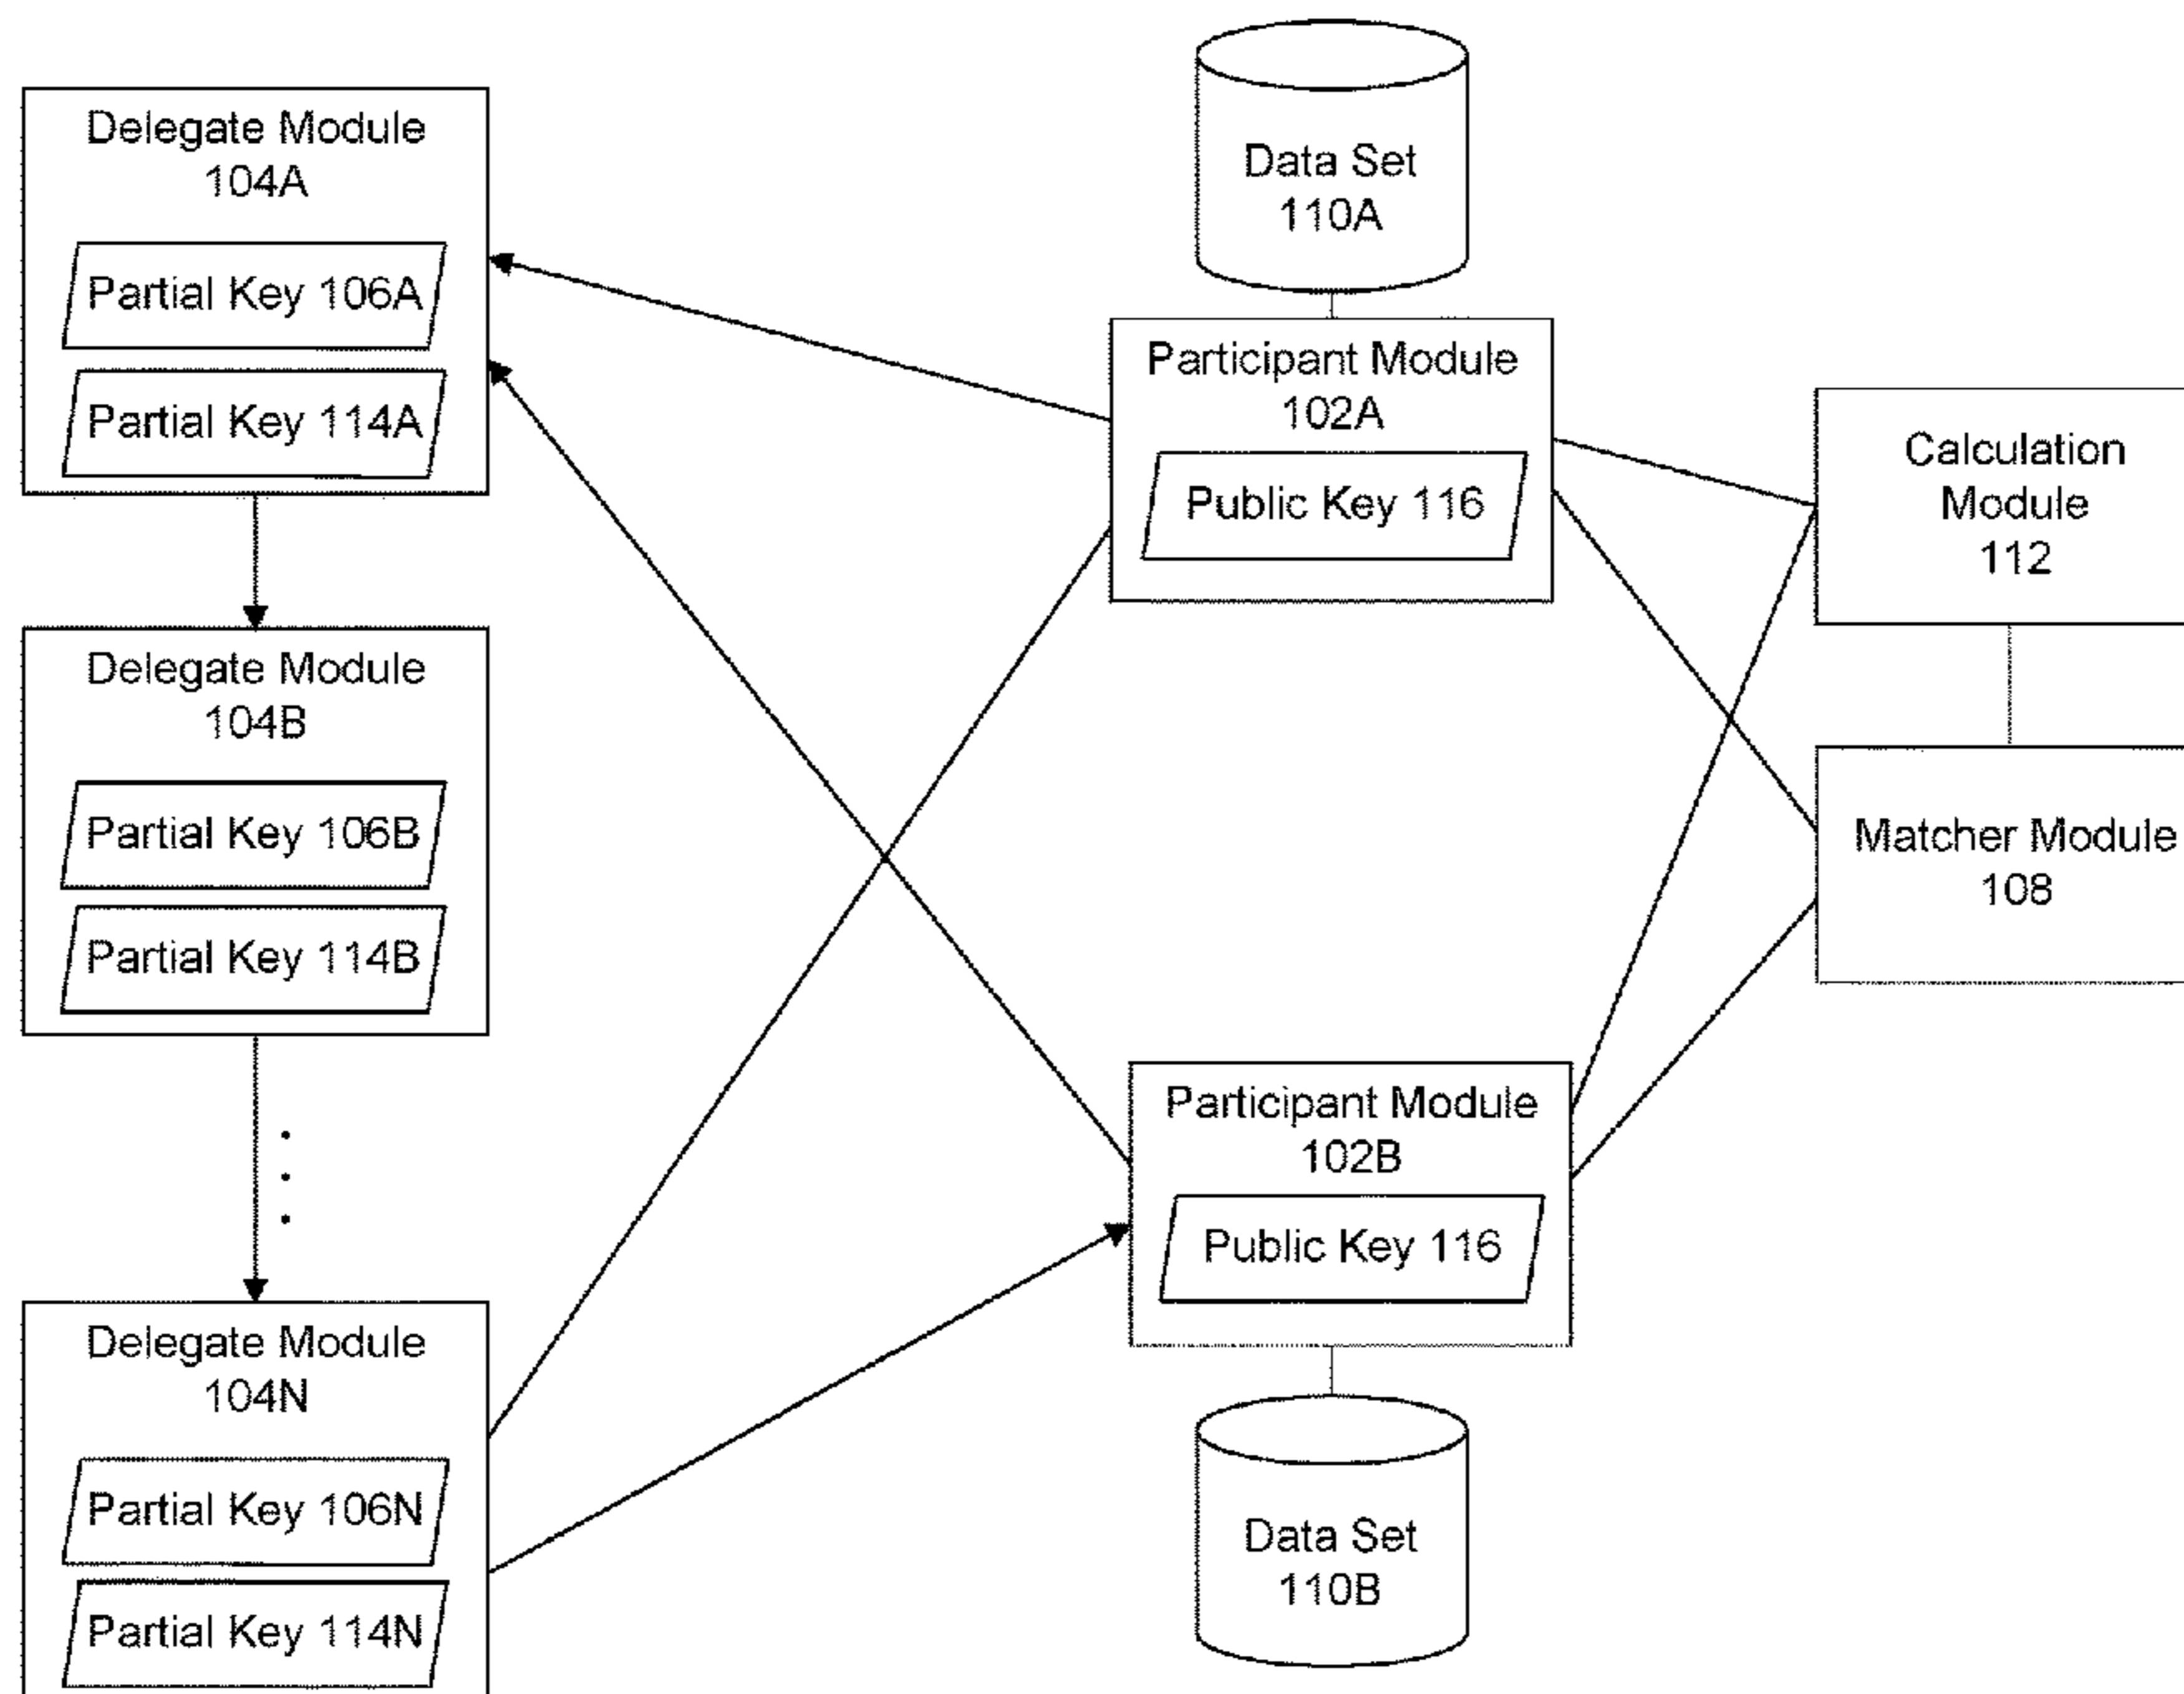 Delegate Module
104A
Partial Key 106A
Partial Key 114A
Delegate Module
104B
Partial Key 106B
Partial Key 114B
Delegate Module
104N
Partial Key 106N
Partial Key 114N
Data Set
110A
Participant Module
102A
Public Key 116
Participant Module
102B
Public Key 116
Data Set
110B
Calculation
Module
112
Matcher Module
108